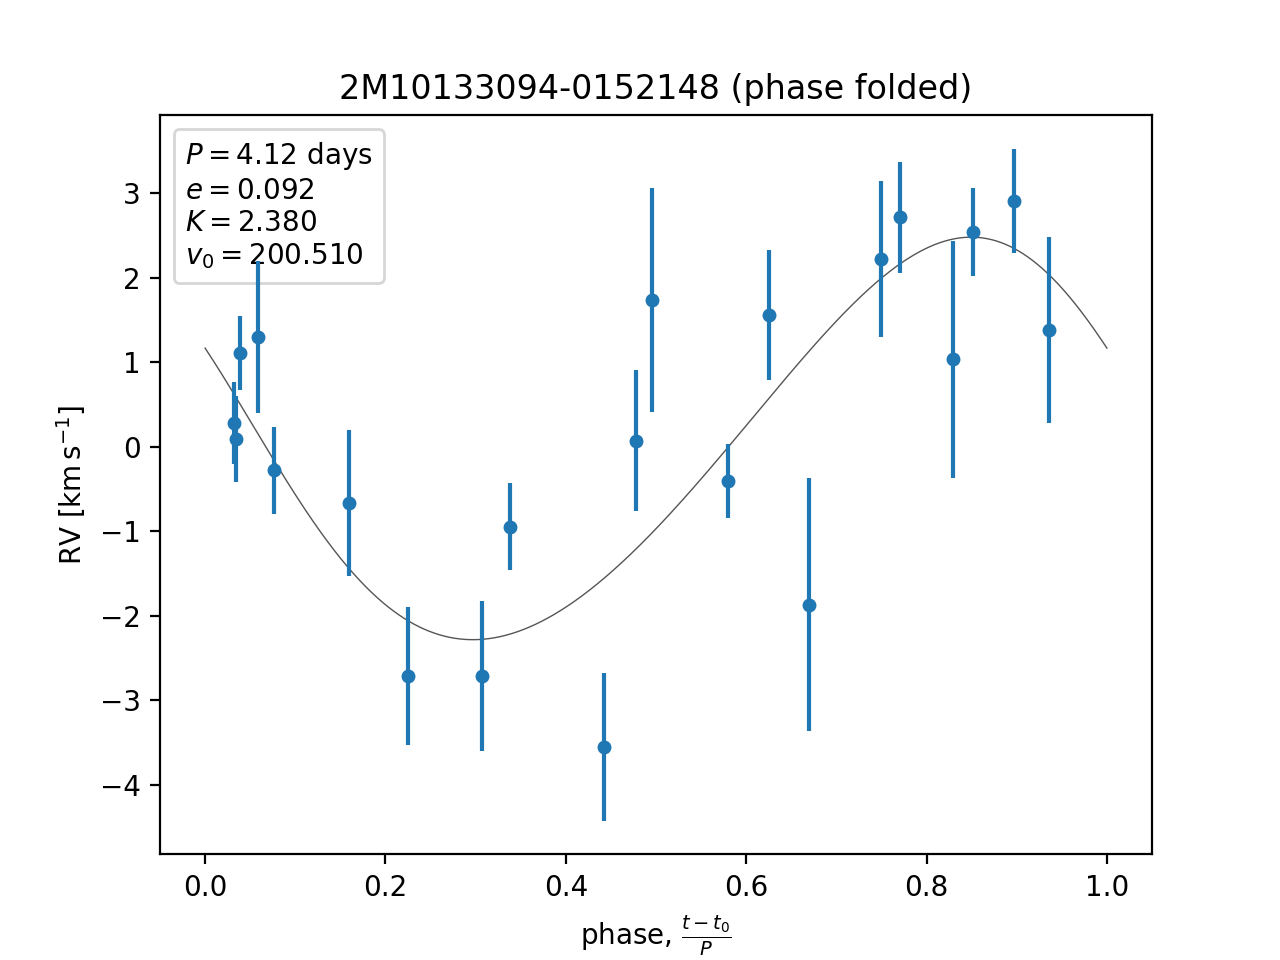 2M10133094-0152148 (phase folded)
P = 4.12 days
e = 0.092
K = 2.380
v₀ = 200.510
3
2
1
0
−1
−2
−3
−4
RV [km s⁻¹]
0.0 0.2 0.4 0.6 0.8 1.0
phase, (t − t₀)/P